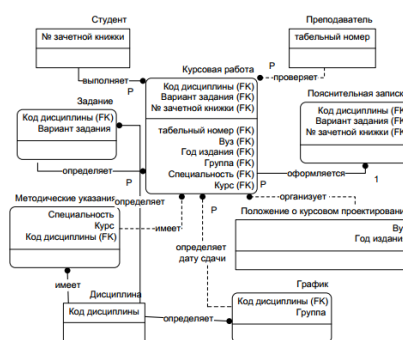 Студент
№ зачетной книжки
Преподаватель
табельный номер
выполняет
P
P
проверяет
Курсовая работа
Код дисциплины (FK)
Вариант задания (FK)
№ зачетной книжки (FK)
табельный номер (FK)
Вуз (FK)
Год издания (FK)
Группа (FK)
Специальность (FK)
Курс (FK)
Пояснительная записк
Код дисциплины (FK
Вариант задания (FK
№ зачетной книжки (FK
Задание
Код дисциплины (FK)
Вариант задания
определяет
P
определяет
P
оформляется
1
организует
Методические указания
Специальность
Курс
Код дисциплины (FK)
имеет
P
определяет
дату сдачи
Положение о курсовом проектировани
Ву
Год издани
имеет
Дисциплина
Код дисциплины
определяет
График
Код дисциплины (FK)
Группа